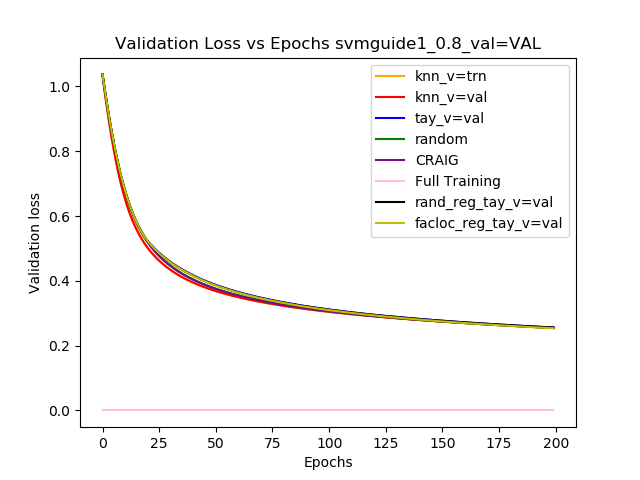 Validation Loss vs Epochs svmguide1_0.8_val=VAL
knn_v=trn
knn_v=val
tay_v=val
random
CRAIG
Full Training
rand_reg_tay_v=val
facloc_reg_tay_v=val
Validation loss
1.0
0.8
0.6
0.4
0.2
0.0
0 25 50 75 100 125 150 175 200
Epochs